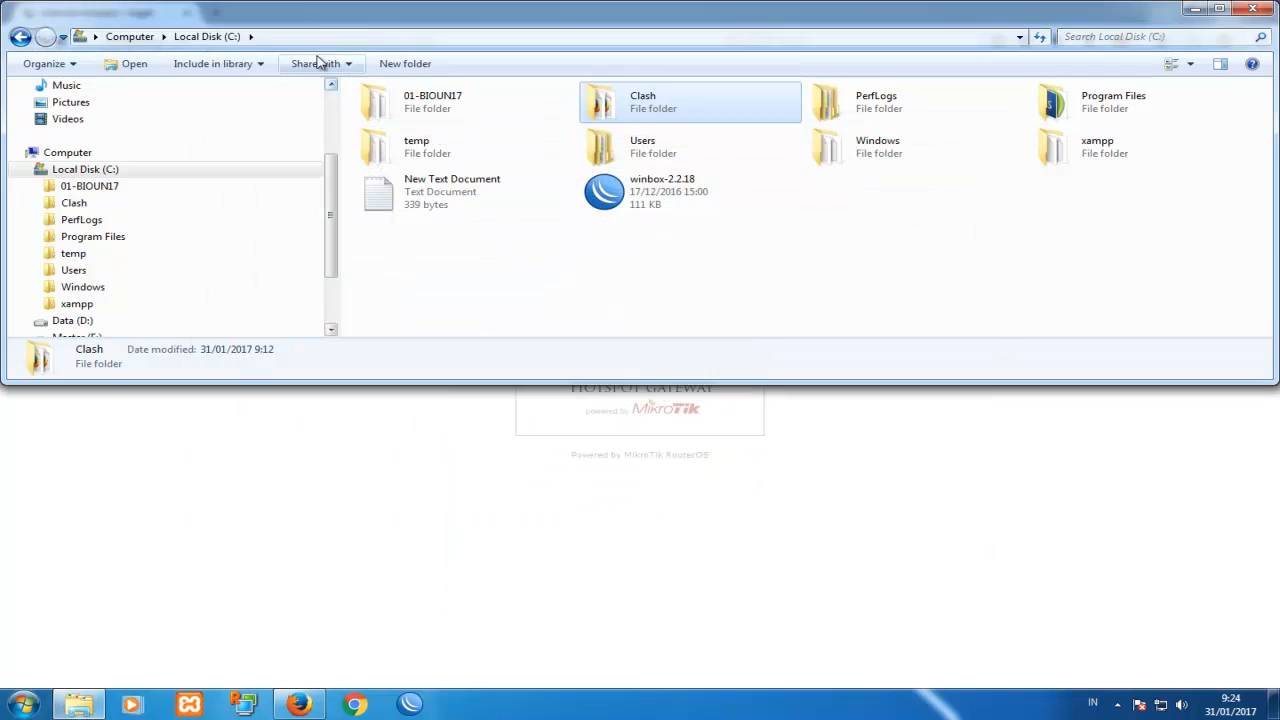 Computer
Local Disk (C:)
Search Local Disk (C:)
Organize
Open
Include in library
Share with
New folder
Music
Pictures
Videos
Computer
Local Disk (C:)
01-BIOUN17
Clash
PerfLogs
Program Files
temp
Users
Windows
xampp
Data (D:)
01-BIOUN17
File folder
Clash
File folder
PerfLogs
File folder
Program Files
File folder
temp
File folder
Users
File folder
Windows
File folder
xampp
File folder
New Text Document
Text Document
339 bytes
winbox-2.2.18
17/12/2016 15:00
111 KB
Clash
Date modified: 31/01/2017 9:12
File folder
HOTSPOT GATEWAY
powered by MikroTik
Powered by MikroTik RouterOS
IN
9:24
31/01/2017